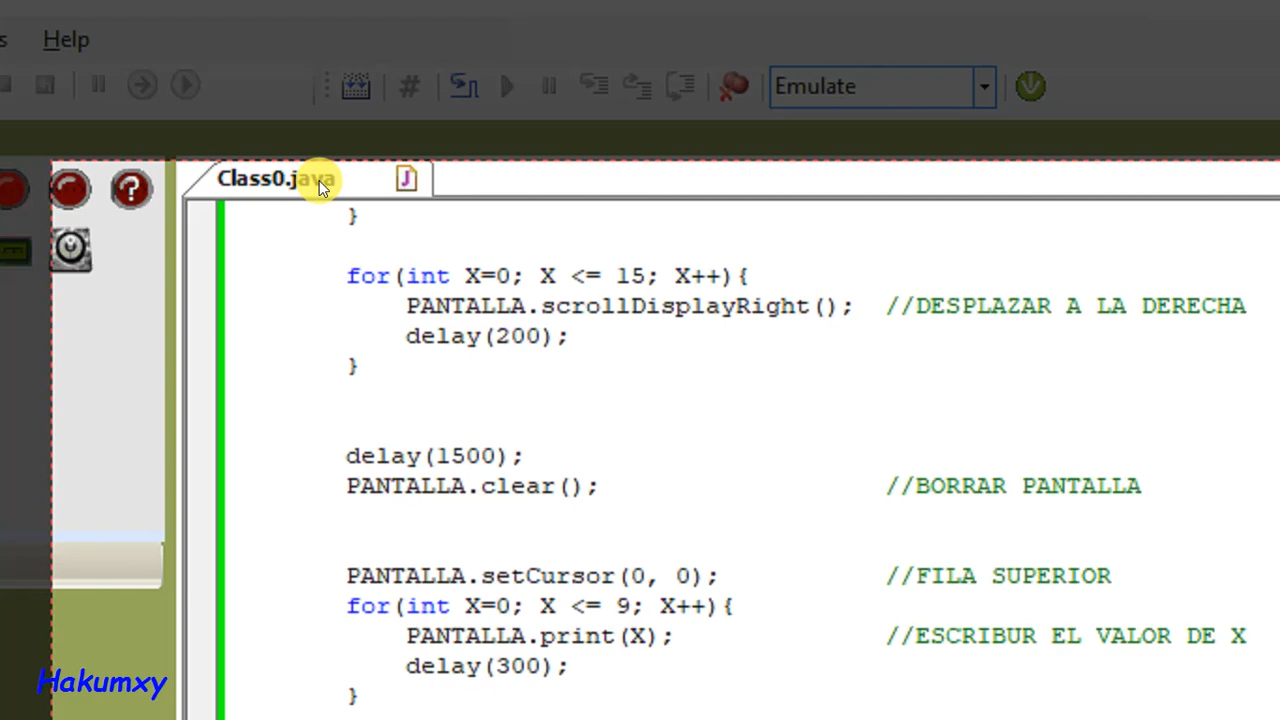 s Help
Emulate
Class0.java
}
for(int X=0; X <= 15; X++){
PANTALLA.scrollDisplayRight(); //DESPLAZAR A LA DERECHA
delay(200);
}
delay(1500);
PANTALLA.clear(); //BORRAR PANTALLA
PANTALLA.setCursor(0, 0); //FILA SUPERIOR
for(int X=0; X <= 9; X++){
PANTALLA.print(X); //ESCRIBUR EL VALOR DE X
delay(300);
}
Hakumxy